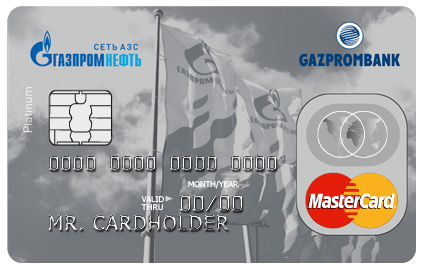 СЕТЬ АЗС
ГАЗПРОМНЕФТЬ
GAZPROMBANK
Platinum
0000 0000 0000 0000
MONTH/YEAR
VALID
THRU
00/00
MR. CARDHOLDER
MasterCard